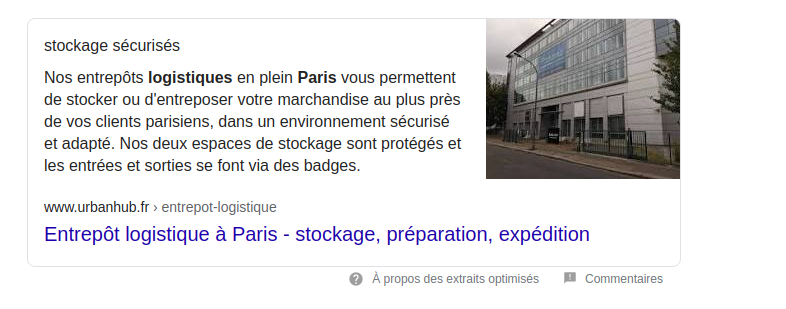 stockage sécurisés
Nos entrepôts logistiques en plein Paris vous permettent
de stocker ou d'entreposer votre marchandise au plus près
de vos clients parisiens, dans un environnement sécurisé
et adapté. Nos deux espaces de stockage sont protégés et
les entrées et sorties se font via des badges.
www.urbanhub.fr › entrepot-logistique
Entrepôt logistique à Paris - stockage, préparation, expédition
À propos des extraits optimisés
Commentaires